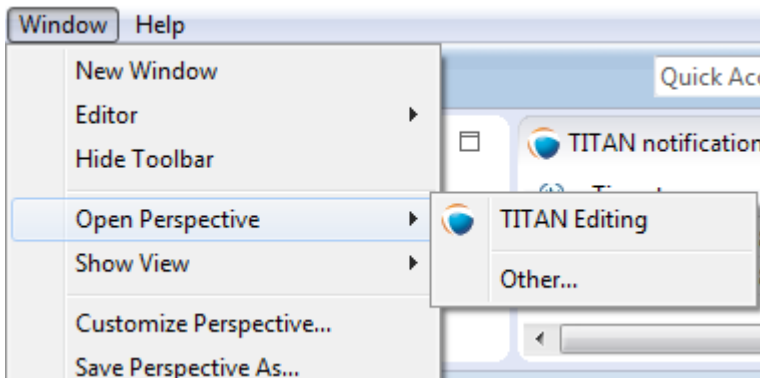 Window Help
New Window
Editor
Quick Acc
Hide Toolbar
TITAN notification
Open Perspective
TITAN Editing
Show View
Other...
Customize Perspective...
Save Perspective As...